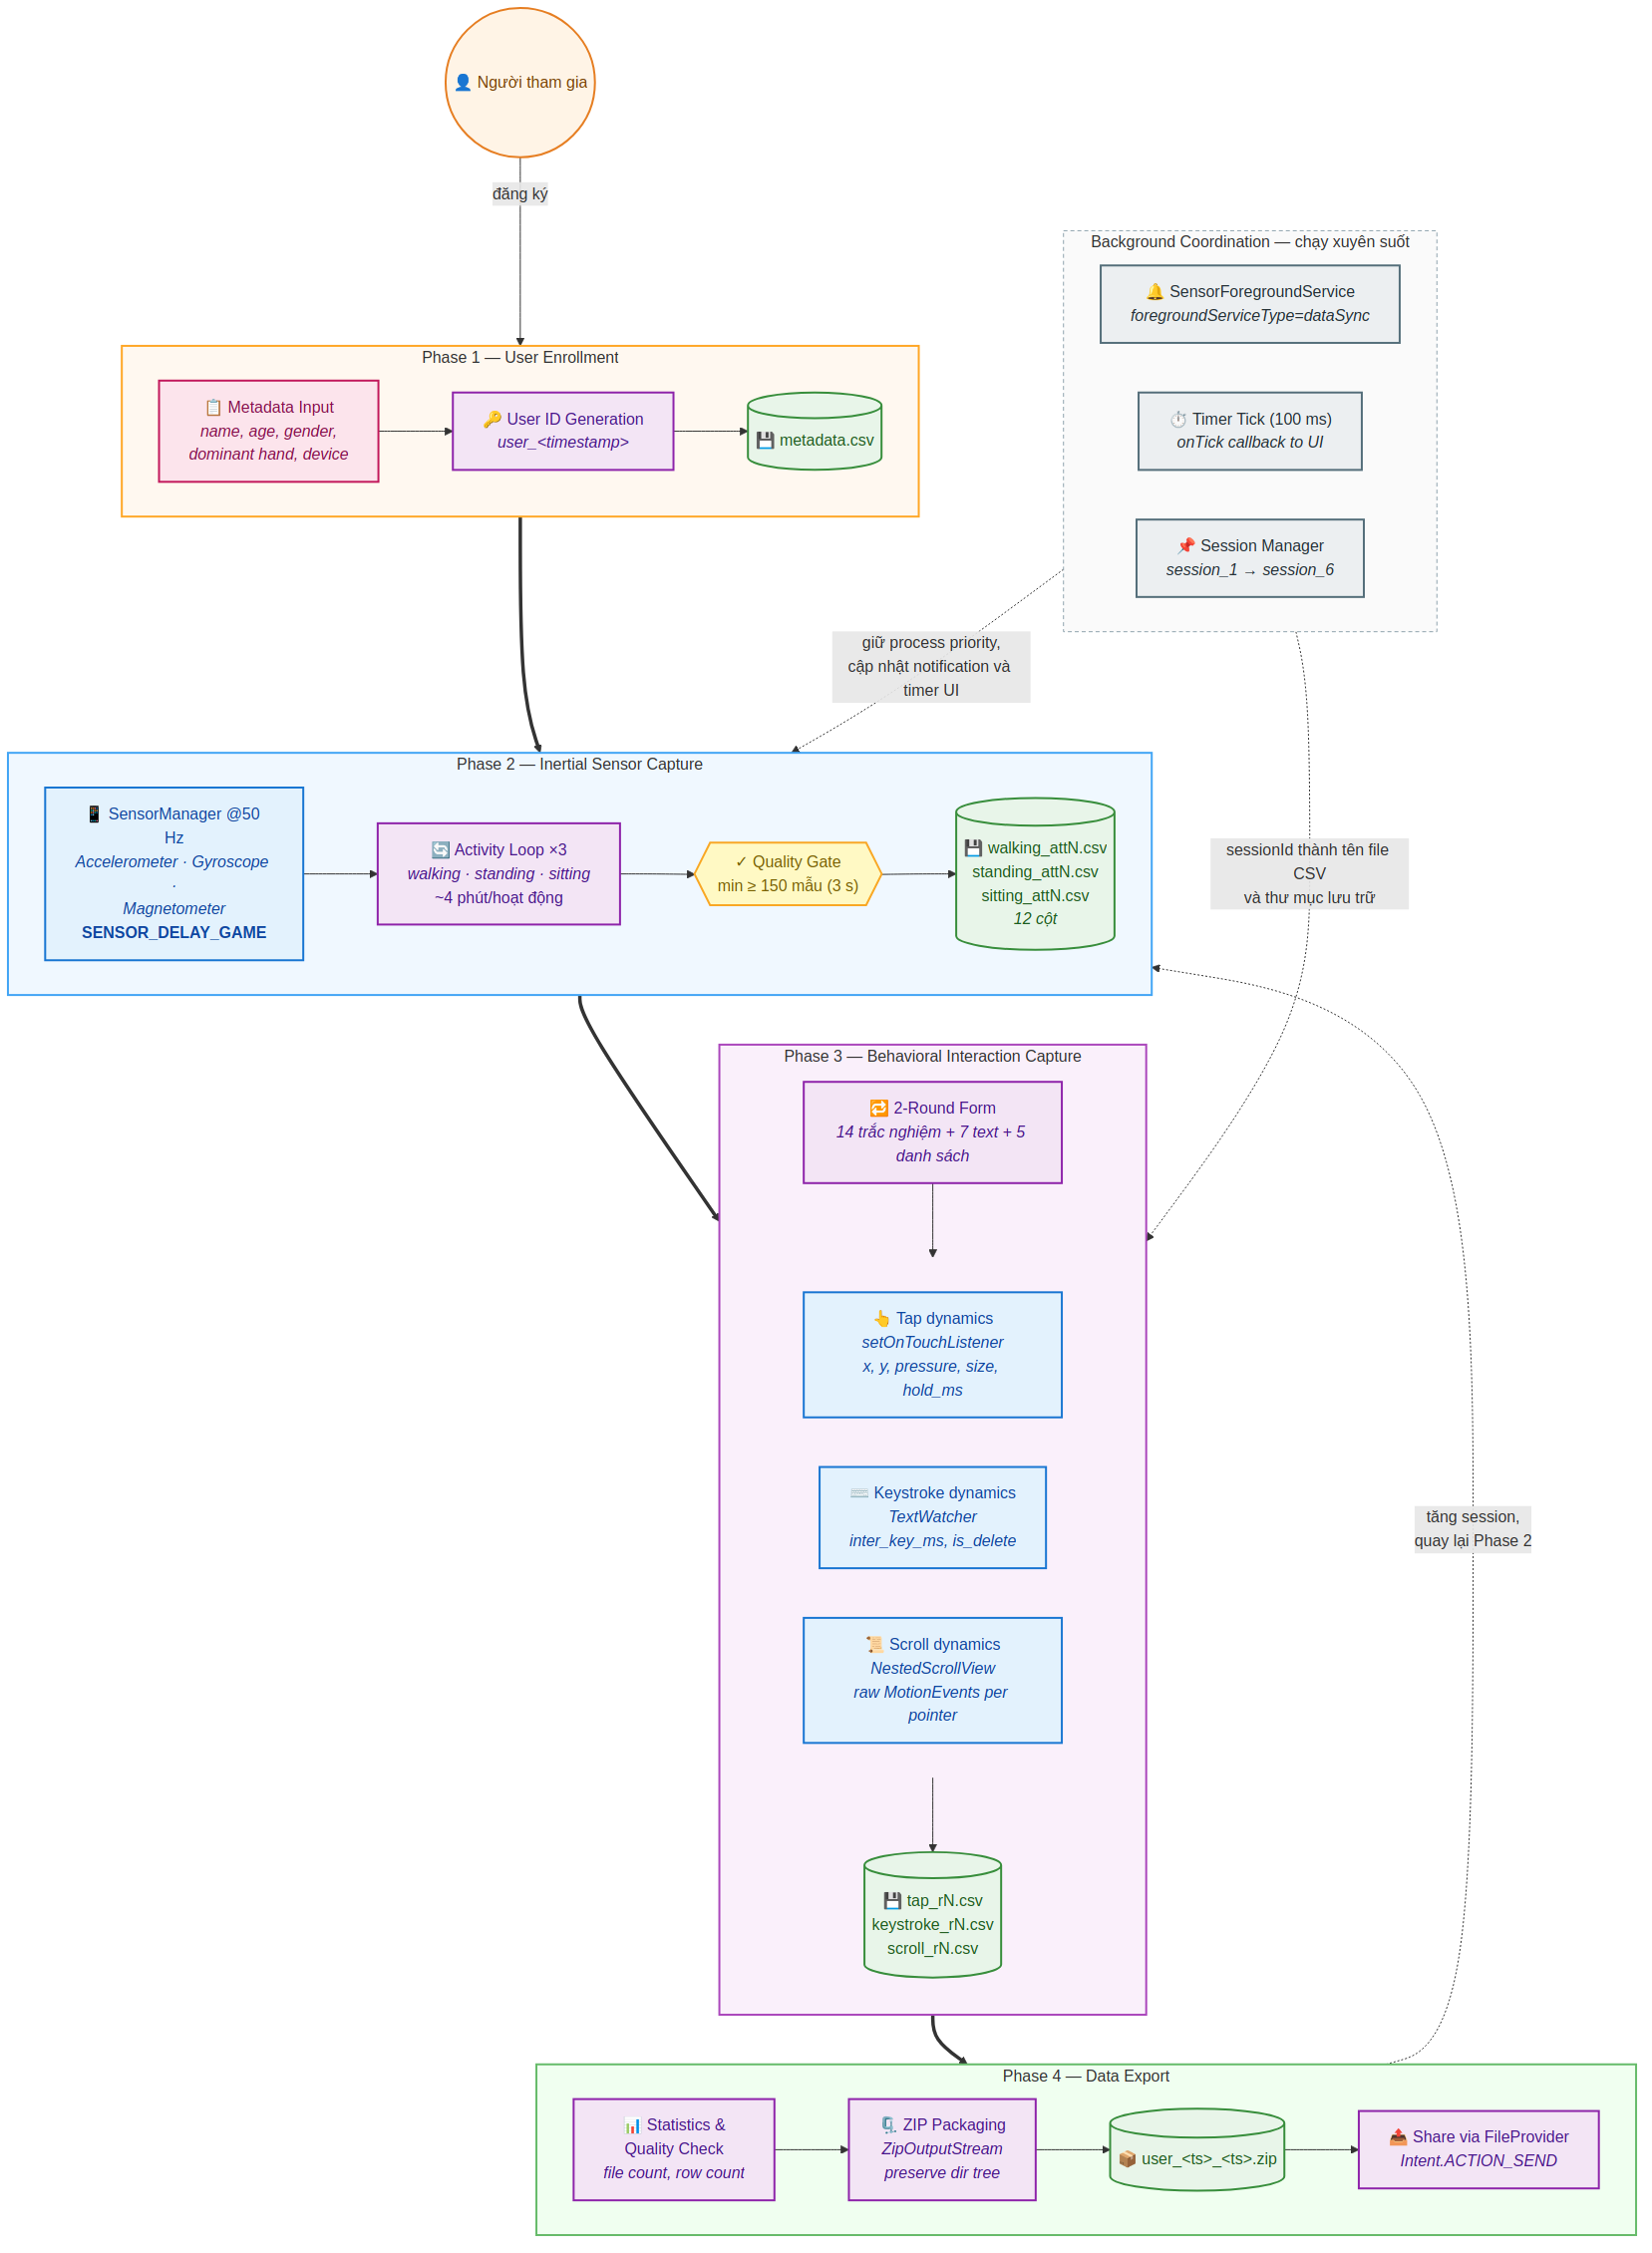 👤 Người tham gia
đăng ký
Background Coordination — chạy xuyên suốt
🔔 SensorForegroundService
foregroundServiceType=dataSync
⏱️ Timer Tick (100 ms)
onTick callback to UI
📌 Session Manager
session_1 → session_6
Phase 1 — User Enrollment
📋 Metadata Input
name, age, gender,
dominant hand, device
🔑 User ID Generation
user_<timestamp>
💾 metadata.csv
giữ process priority,
cập nhật notification và
timer UI
Phase 2 — Inertial Sensor Capture
📱 SensorManager @50
Hz
Accelerometer · Gyroscope
·
Magnetometer
SENSOR_DELAY_GAME
🔄 Activity Loop ×3
walking · standing · sitting
~4 phút/hoạt động
✓ Quality Gate
min ≥ 150 mẫu (3 s)
💾 walking_attN.csv
standing_attN.csv
sitting_attN.csv
12 cột
sessionId thành tên file
CSV
và thư mục lưu trữ
Phase 3 — Behavioral Interaction Capture
🔁 2-Round Form
14 trắc nghiệm + 7 text + 5
danh sách
👆 Tap dynamics
setOnTouchListener
x, y, pressure, size,
hold_ms
⌨️ Keystroke dynamics
TextWatcher
inter_key_ms, is_delete
📜 Scroll dynamics
NestedScrollView
raw MotionEvents per
pointer
💾 tap_rN.csv
keystroke_rN.csv
scroll_rN.csv
tăng session,
quay lại Phase 2
Phase 4 — Data Export
📊 Statistics &
Quality Check
file count, row count
🗜️ ZIP Packaging
ZipOutputStream
preserve dir tree
📦 user_<ts>_<ts>.zip
📤 Share via FileProvider
Intent.ACTION_SEND